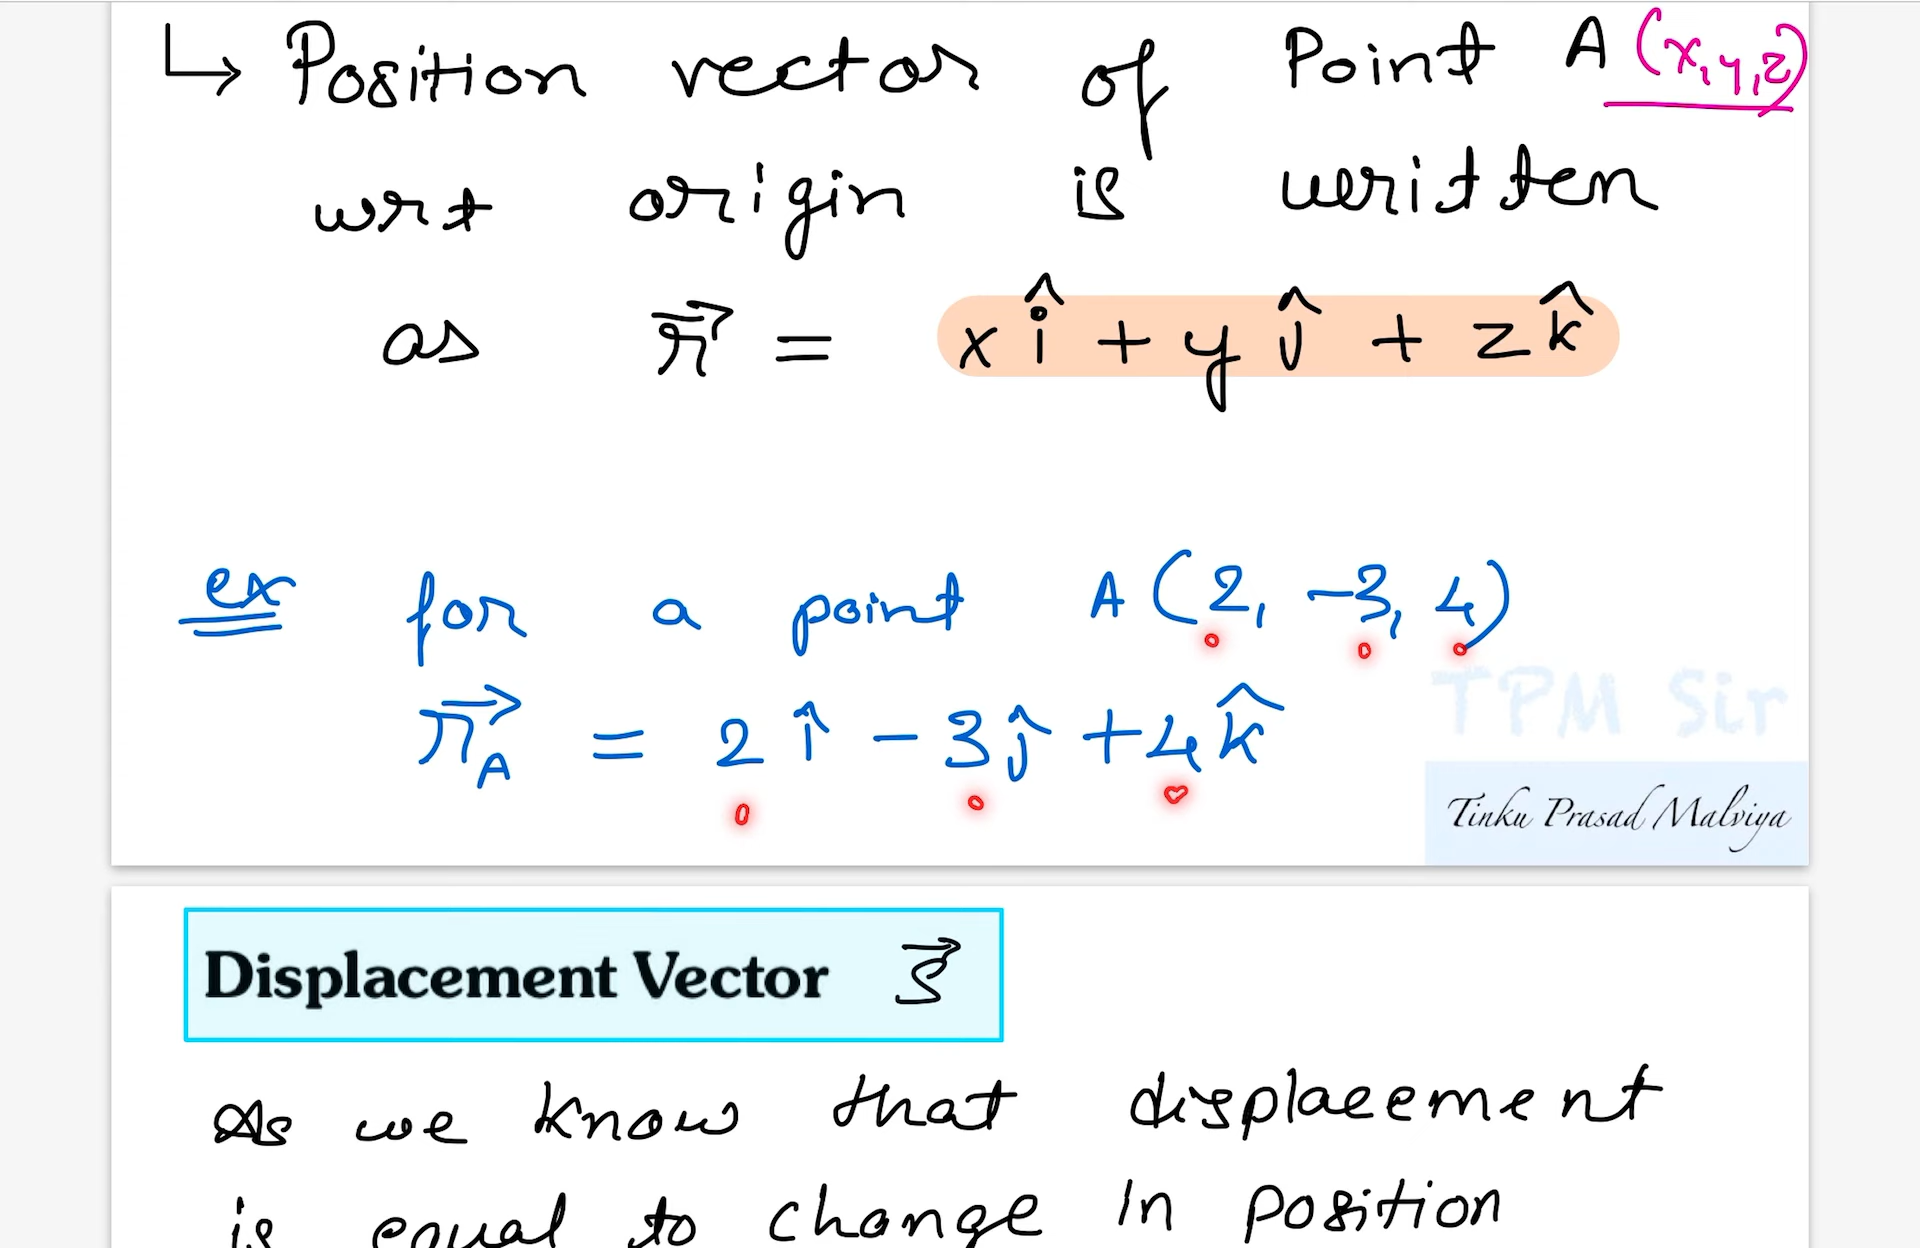 ↳ Position vector of Point A (x,y,z)
wrt origin is written
as r⃗ = x î + y ĵ + z k̂
ex for a point A (2, -3, 4)
r⃗A = 2 î - 3 ĵ + 4 k̂
TPM Sir
Tinku Prasad Malviya
Displacement Vector S⃗
As we know that displacement
is equal to change in position